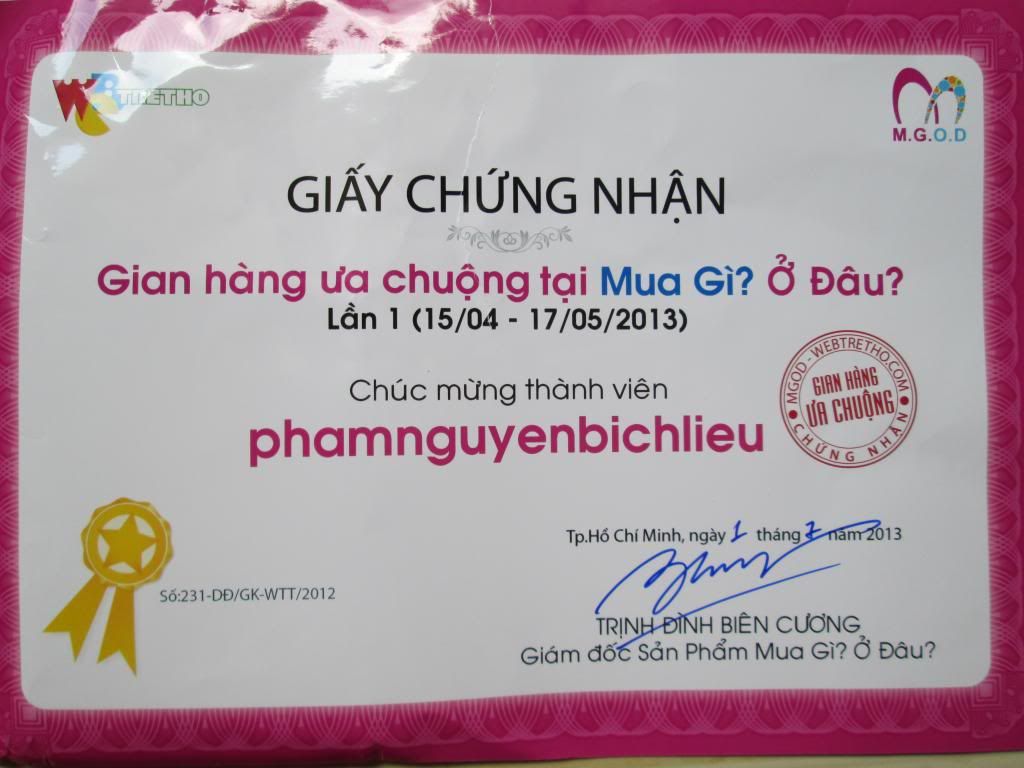 WEBTRETHO
M.G.O.D
GIẤY CHỨNG NHẬN
Gian hàng ưa chuộng tại Mua Gì? Ở Đâu?
Lần 1 (15/04 - 17/05/2013)
Chúc mừng thành viên
phamnguyenbichlieu
MGOD - WEBTRETHO.COM
GIAN HÀNG
ƯA CHUỘNG
CHỨNG NHẬN
Tp.Hồ Chí Minh, ngày 1 tháng 7 năm 2013
Số:231-DĐ/GK-WTT/2012
TRỊNH ĐÌNH BIÊN CƯƠNG
Giám đốc Sản Phẩm Mua Gì? Ở Đâu?